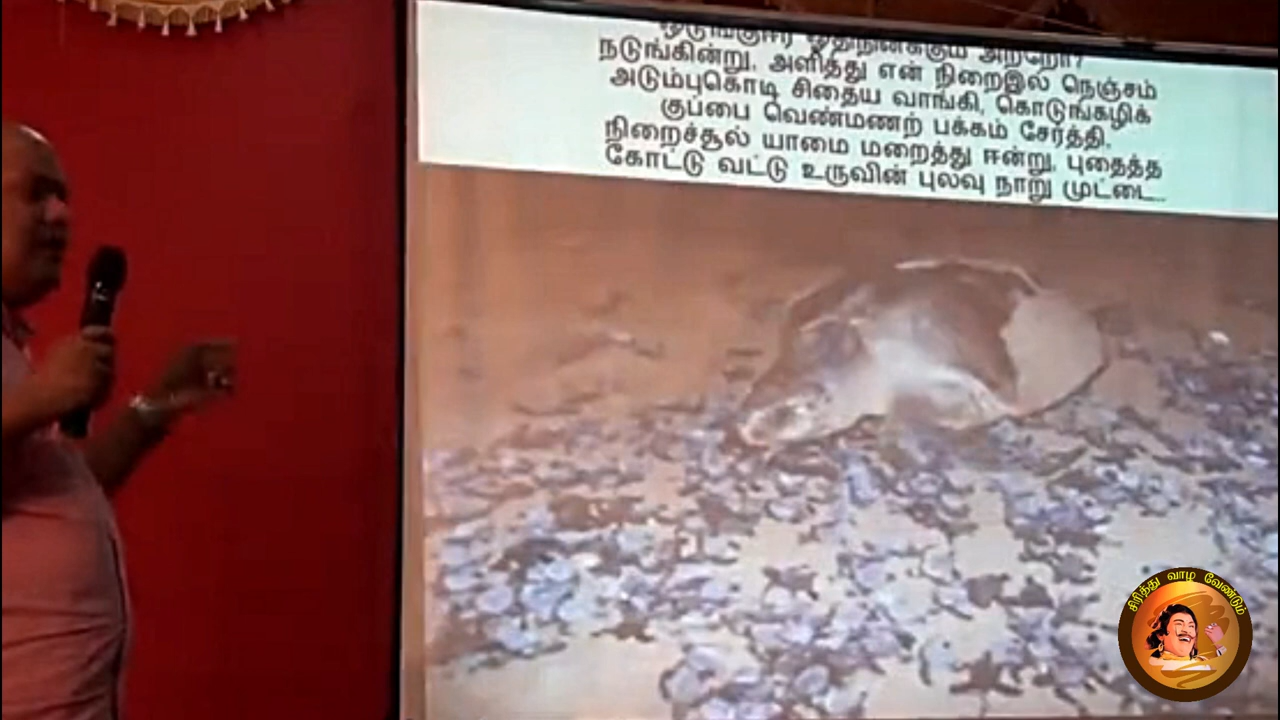 நடுங்கின்று, அளித்து என் நிறைஇல் நெஞ்சம்
அடும்புகொடி சிதைய வாங்கி, கொடுங்கழிக்
குப்பை வெண்மணற் பக்கம் சேர்த்தி,
நிறைச்சூல் யாமை மறைத்து ஈன்று, புதைத்த
கோட்டு வட்டு உருவின் புலவு நாறு முட்டை..
சிரித்து வாழ வேண்டும்